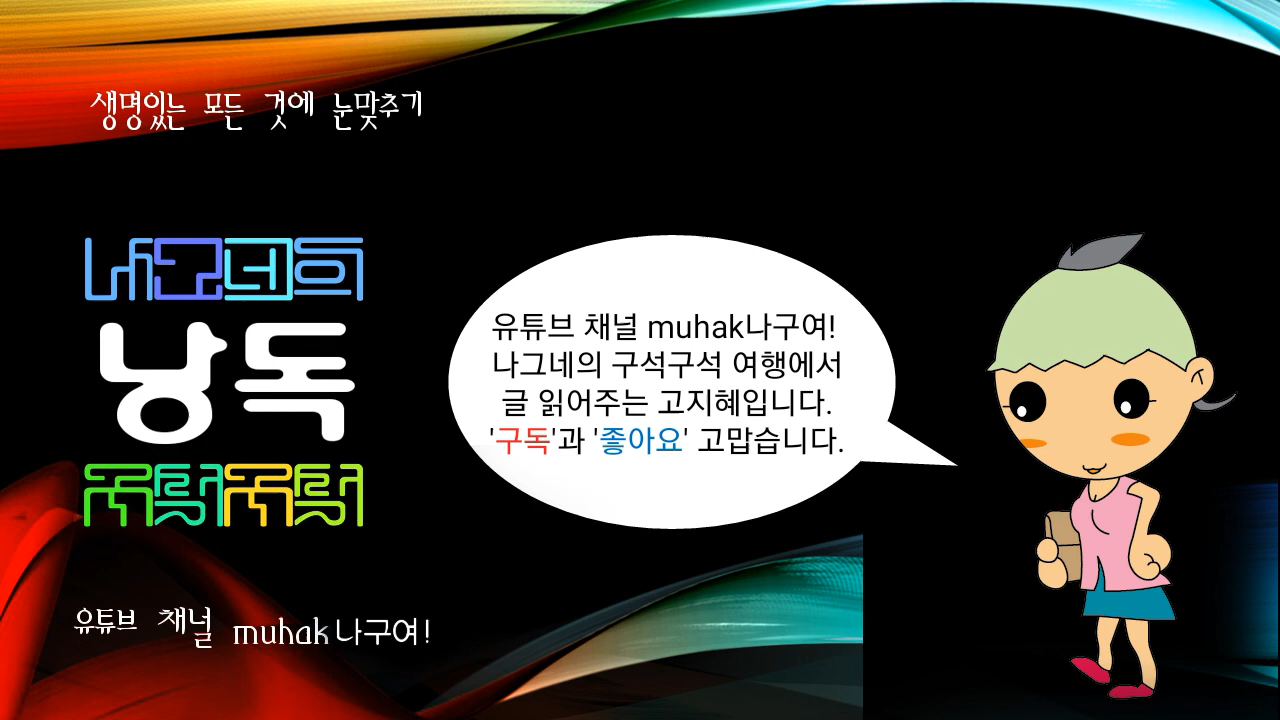 생명있는 모든 것에 눈맞추기
나그네의
낭독
구석구석
유튜브 채널 muhak나구여!
나그네의 구석구석 여행에서
글 읽어주는 고지혜입니다.
'구독'과 '좋아요' 고맙습니다.
유튜브 채널 muhak나구여!